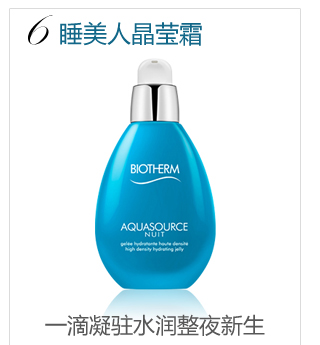 6 睡美人晶莹霜
BIOTHERM
AQUASOURCE
NUIT
gelée hydratante haute densité
high density hydrating jelly
一滴凝驻水润整夜新生